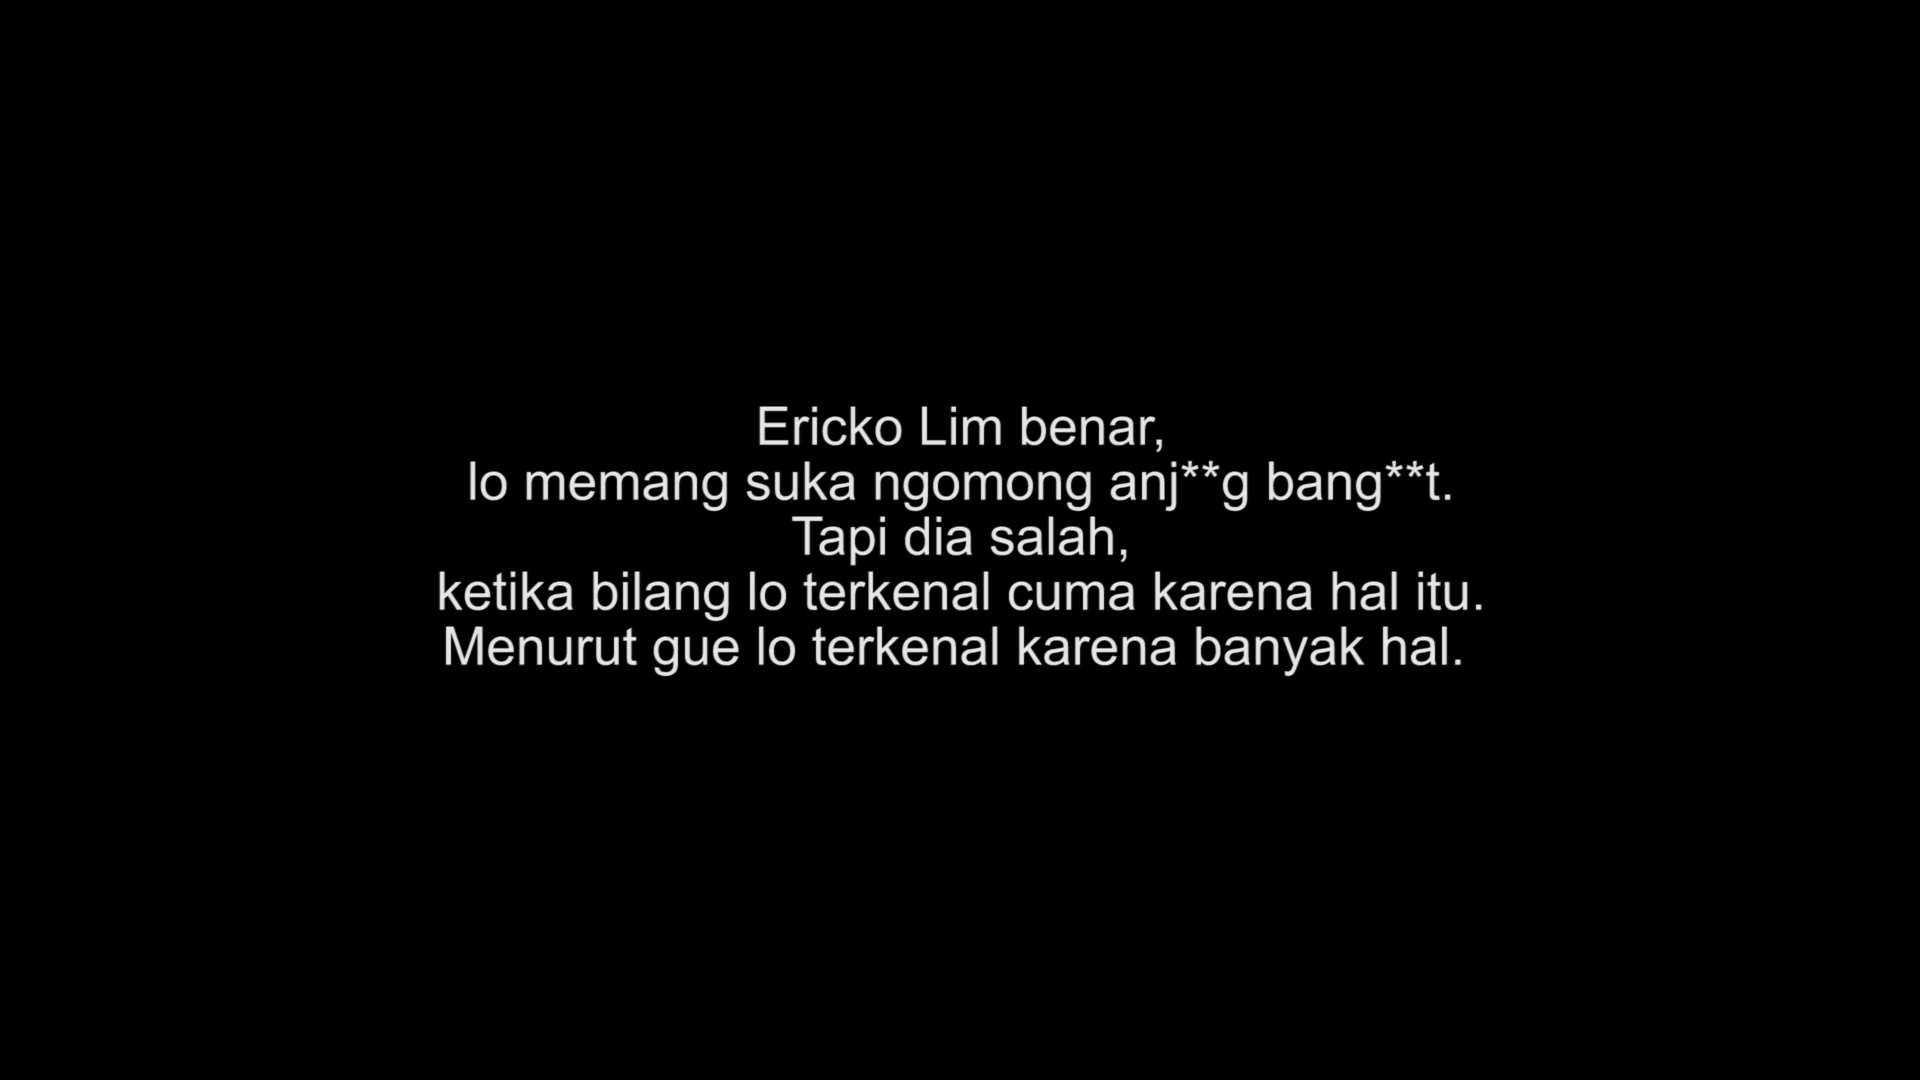 Ericko Lim benar,
lo memang suka ngomong anj**g bang**t.
Tapi dia salah,
ketika bilang lo terkenal cuma karena hal itu.
Menurut gue lo terkenal karena banyak hal.